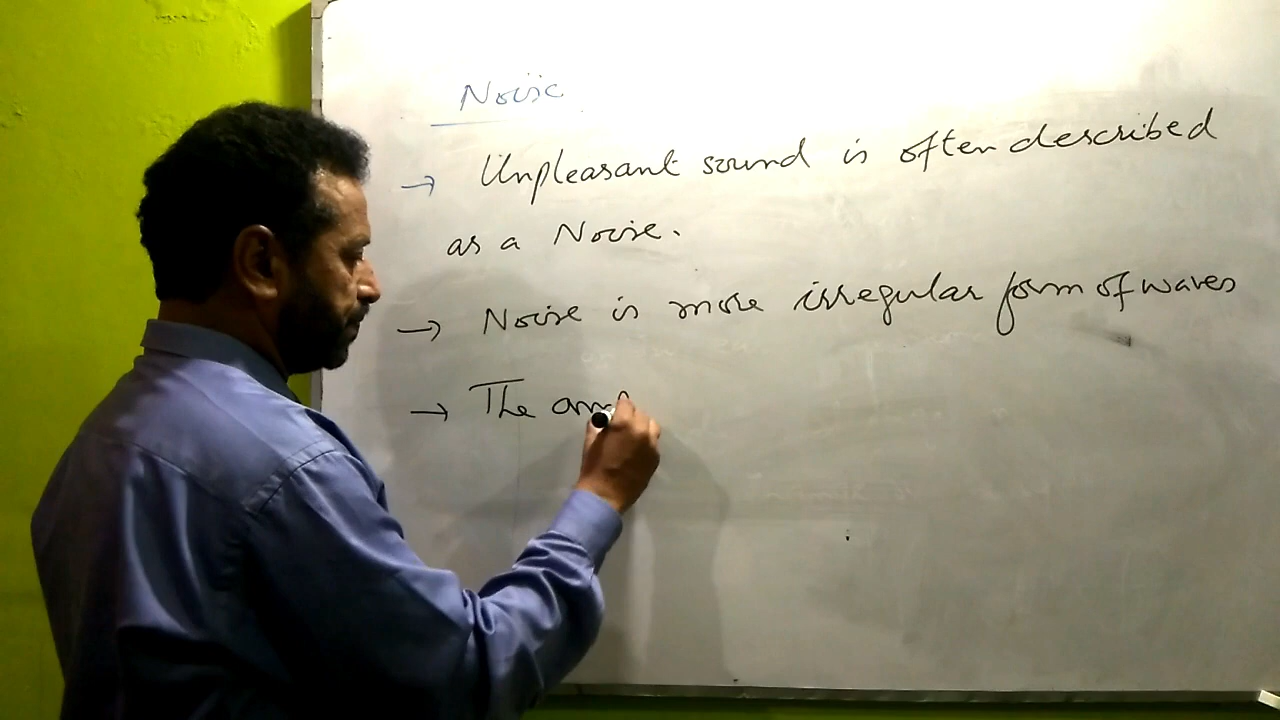 Noise
→ Unpleasant sound is often described
as a Noise.
→ Noise is more irregular form of waves
→ The